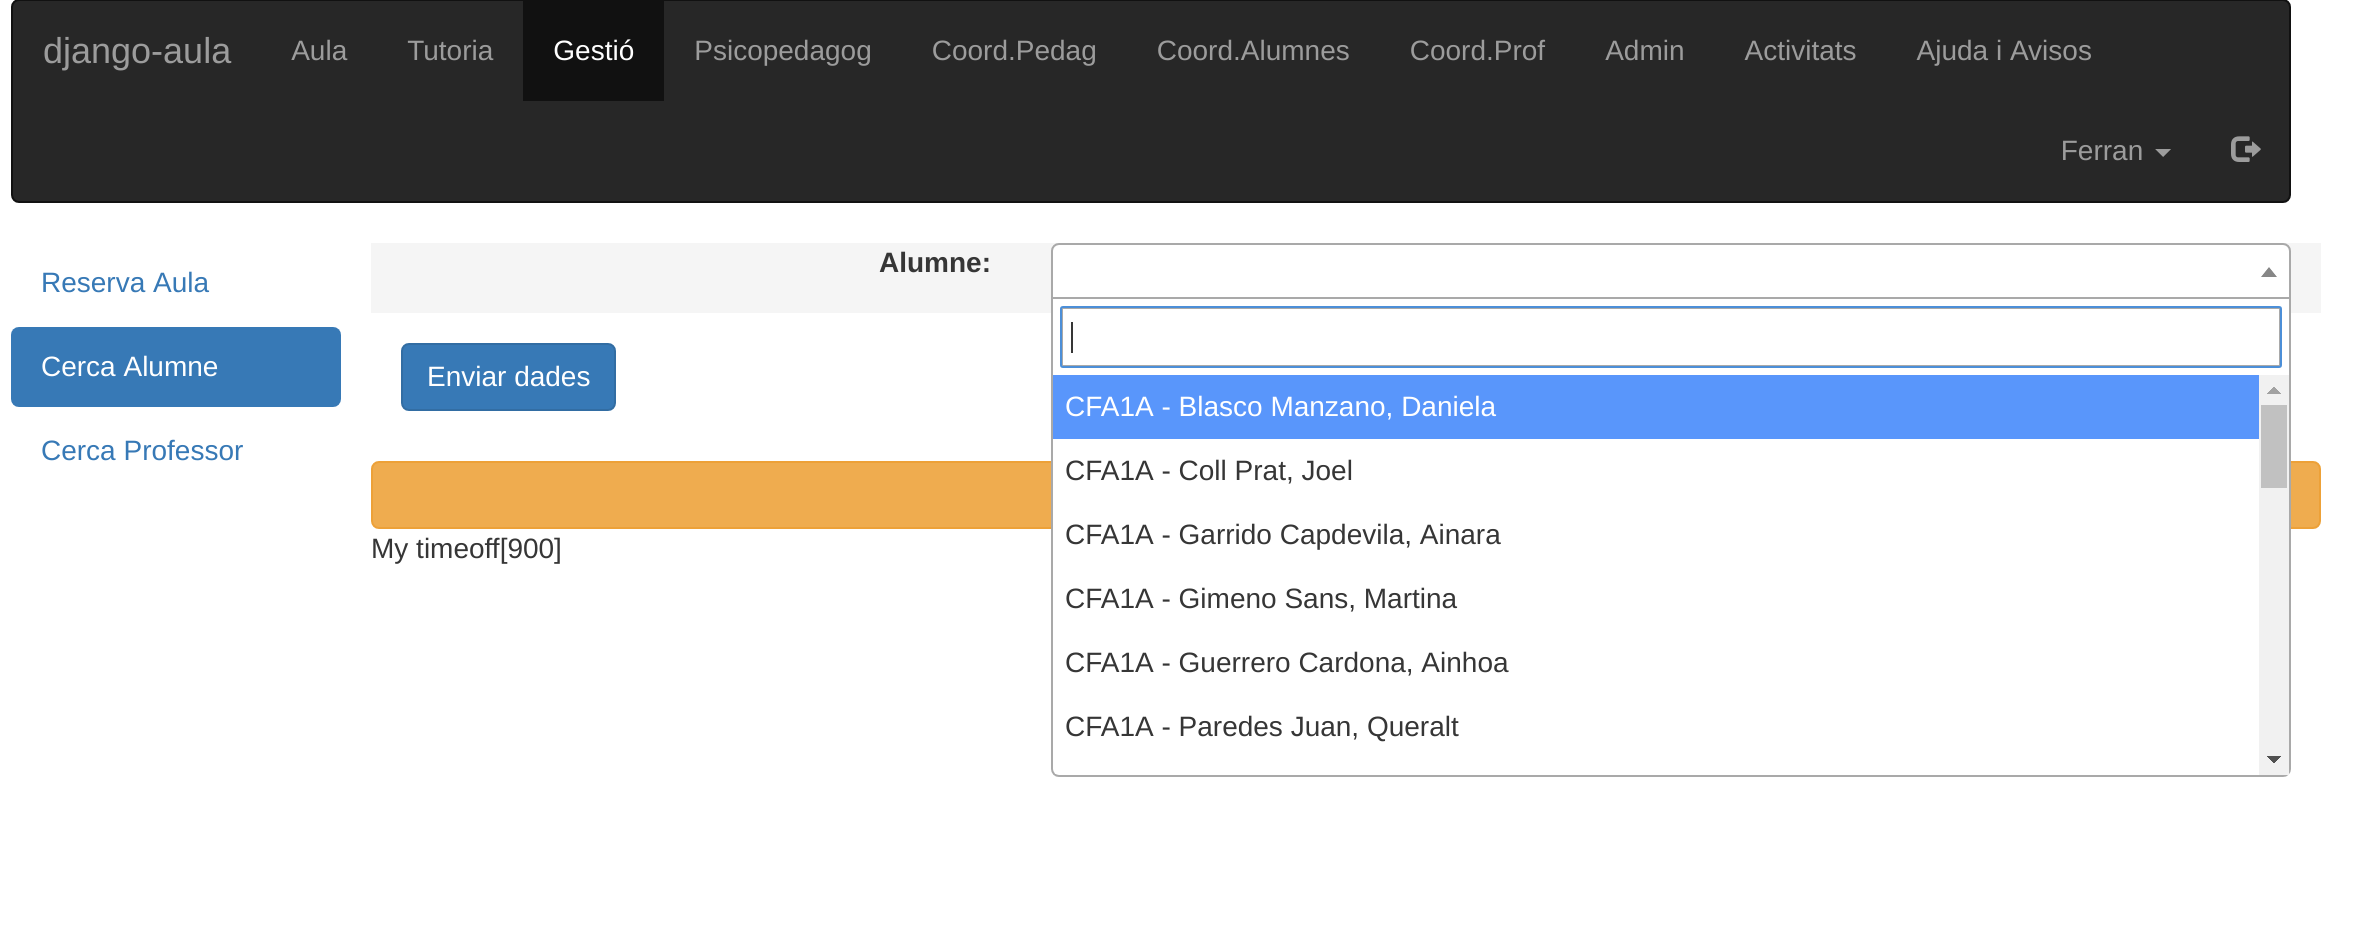 django-aula Aula Tutoria Gestió Psicopedagog Coord.Pedag Coord.Alumnes Coord.Prof Admin Activitats Ajuda i Avisos
Ferran
Reserva Aula
Cerca Alumne
Cerca Professor
Alumne:
Enviar dades
My timeoff[900]
CFA1A - Blasco Manzano, Daniela
CFA1A - Coll Prat, Joel
CFA1A - Garrido Capdevila, Ainara
CFA1A - Gimeno Sans, Martina
CFA1A - Guerrero Cardona, Ainhoa
CFA1A - Paredes Juan, Queralt